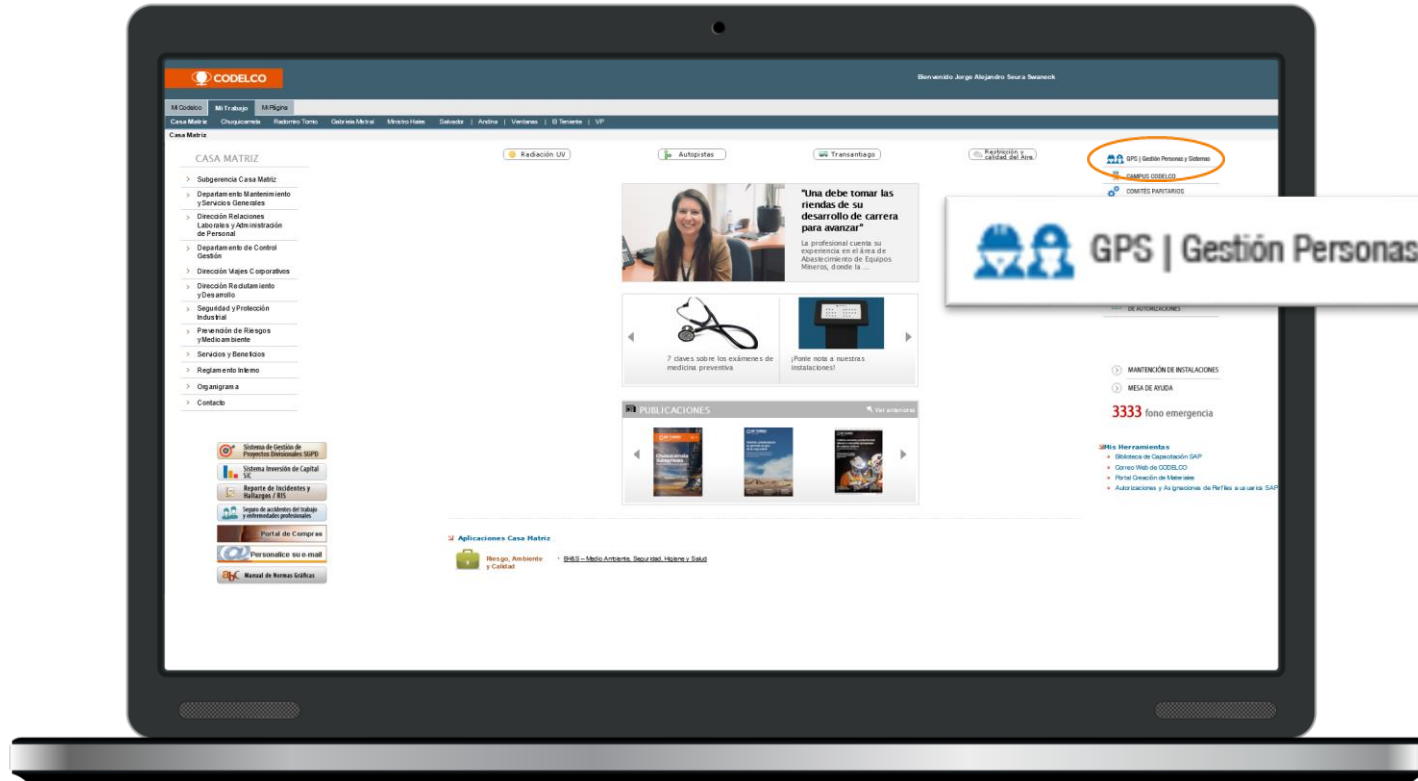 CODELCO
Bienvenido Jorge Alejandro Seura Swaneck
Mi Codelco Mi Trabajo Mi Página
Casa Matriz Chuquicamata Radomiro Tomic Gabriela Mistral Ministro Hales Salvador | Andina | Ventanas | El Teniente | VP
Casa Matriz
CASA MATRIZ
> Subgerencia Casa Matriz
> Departamento Mantenimiento
y Servicios Generales
> Dirección Relaciones
Laborales y Administración
de Personal
> Departamento de Control
Gestión
> Dirección Viajes Corporativos
> Dirección Reclutamiento
y Desarrollo
> Seguridad y Protección
Industrial
> Prevención de Riesgos
y Medioambiente
> Servicios y Beneficios
> Reglamento Interno
> Organigrama
> Contacto
Sistema de Gestión de
Proyectos Divisionales SGPD
Sistema Inversión de Capital
SIC
Reporte de Incidentes y
Hallazgos / RIS
Seguro de accidentes del trabajo
y enfermedades profesionales
Portal de Compras
Personalice su e-mail
abc Manual de Normas Gráficas
Radiación UV
Autopistas
Transantiago
Restricción y
calidad del Aire
"Una debe tomar las
riendas de su
desarrollo de carrera
para avanzar"
La profesional cuenta su
experiencia en el área de
Abastecimiento de Equipos
Mineros, donde la ...
7 claves sobre los exámenes de
medicina preventiva
¡Ponle nota a nuestras
instalaciones!
PUBLICACIONES
Ver anteriores
Aplicaciones Casa Matriz
Riesgo, Ambiente
y Calidad
EH&S – Medio Ambiente, Seguridad, Higiene y Salud
GPS | Gestión Personas y Sistemas
CAMPUS CODELCO
COMITÉS PARITARIOS
GPS | Gestión Personas
DE AUTORIZACIONES
MANTENCIÓN DE INSTALACIONES
MESA DE AYUDA
3333 fono emergencia
Mis Herramientas
Biblioteca de Capacitación SAP
Correo Web de CODELCO
Portal Creación de Materiales
Autorizaciones y Asignaciones de Perfiles a usuarios SAP